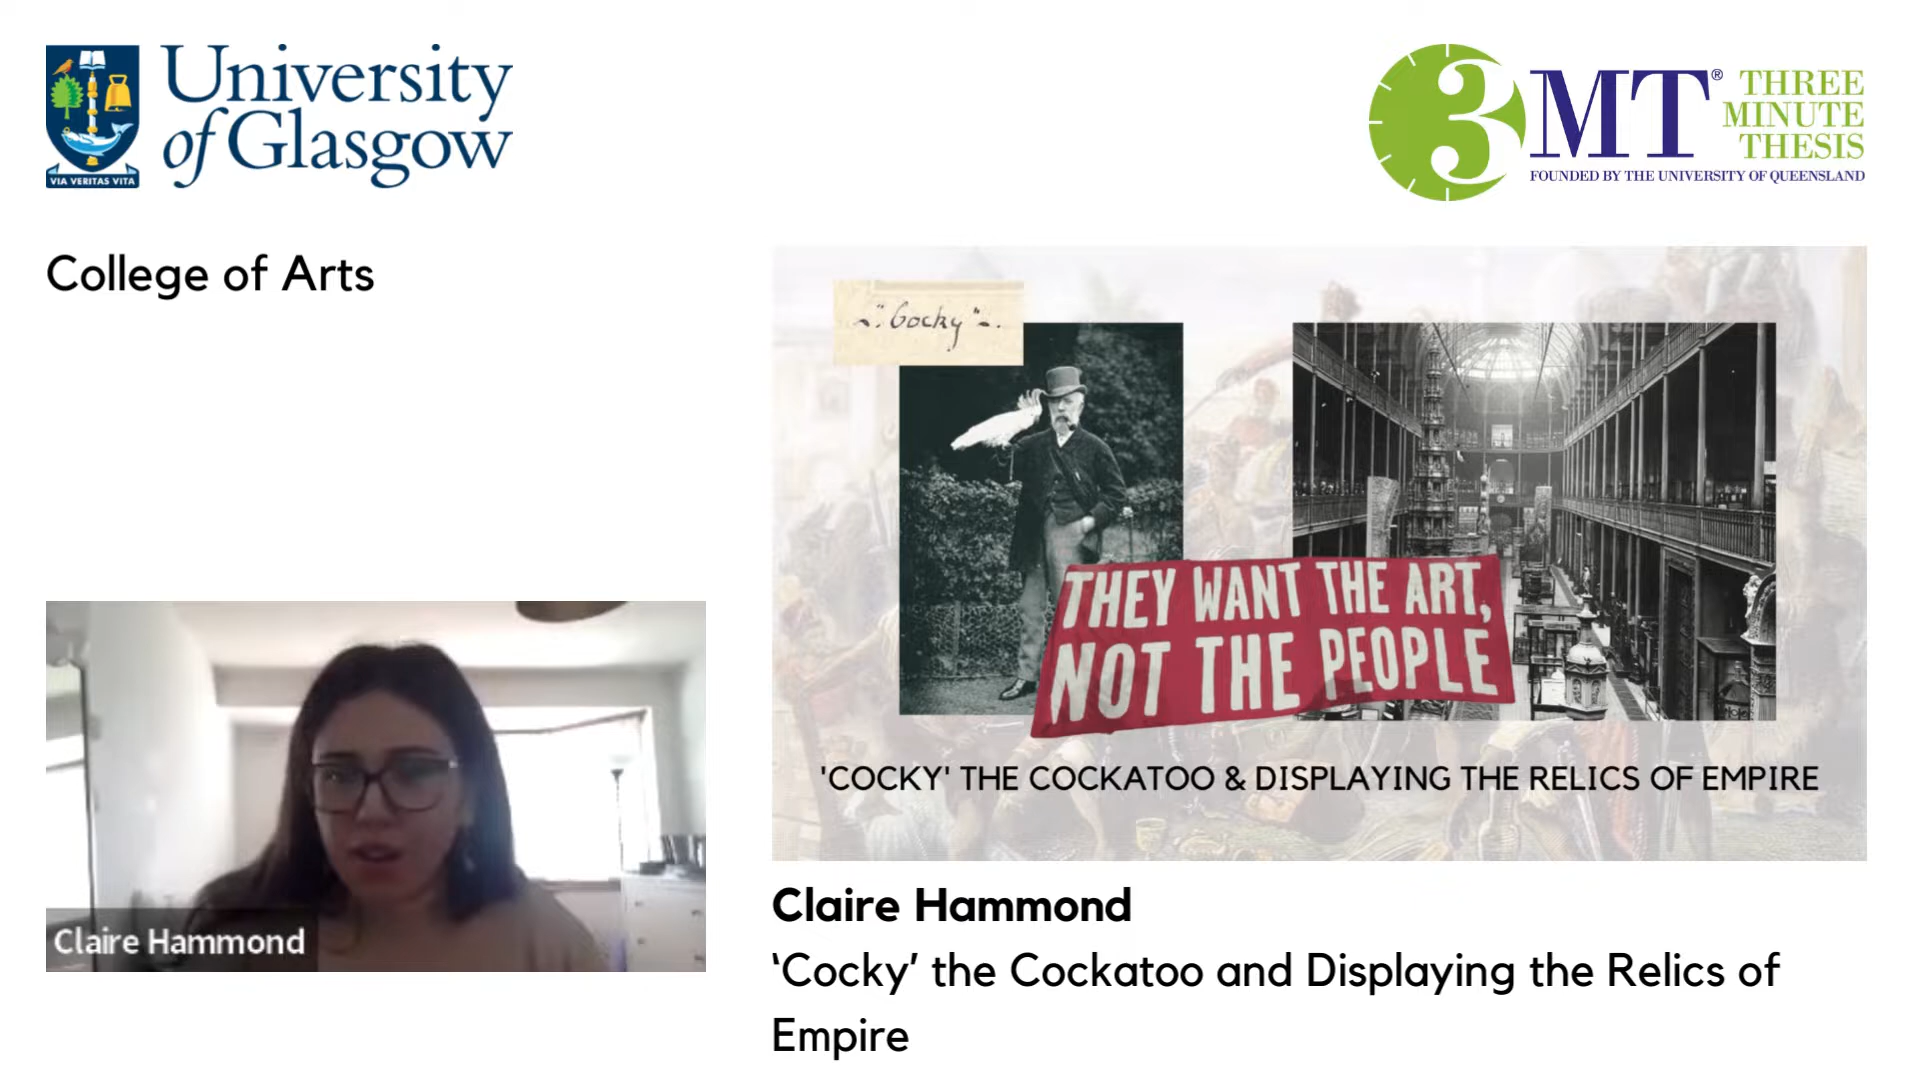 University
of Glasgow
VIA VERITAS VITA
3MT® THREE
MINUTE
THESIS
FOUNDED BY THE UNIVERSITY OF QUEENSLAND
College of Arts
"Cocky".
THEY WANT THE ART,
NOT THE PEOPLE
'COCKY' THE COCKATOO & DISPLAYING THE RELICS OF EMPIRE
Claire Hammond
Claire Hammond
‘Cocky’ the Cockatoo and Displaying the Relics of
Empire